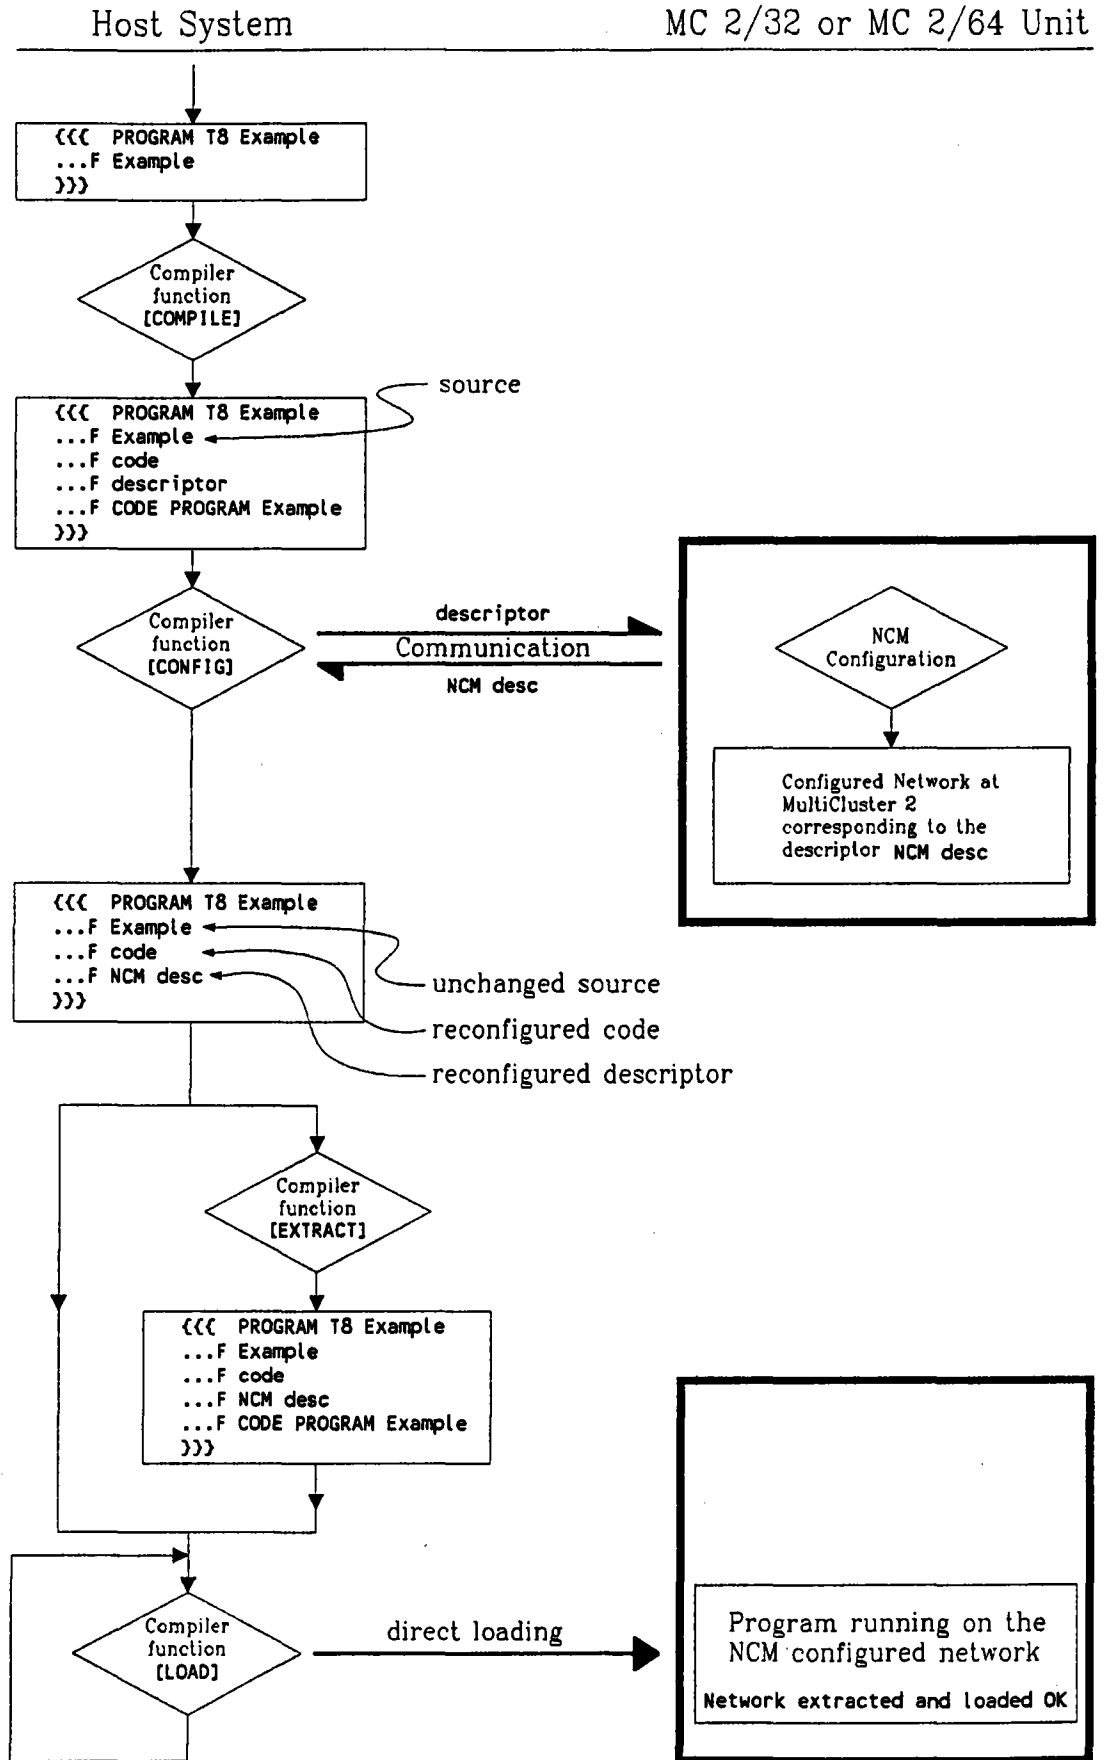 Host System
MC 2/32 or MC 2/64 Unit
{{{ PROGRAM T8 Example
...F Example
}}}
Compiler
function
[COMPILE]
source
{{{ PROGRAM T8 Example
...F Example
...F code
...F descriptor
...F CODE PROGRAM Example
}}}
Compiler
function
[CONFIG]
descriptor
Communication
NCM desc
NCM
Configuration
Configured Network at
MultiCluster 2
corresponding to the
descriptor NCM desc
{{{ PROGRAM T8 Example
...F Example
...F code
...F NCM desc
}}}
unchanged source
reconfigured code
reconfigured descriptor
Compiler
function
[EXTRACT]
{{{ PROGRAM T8 Example
...F Example
...F code
...F NCM desc
...F CODE PROGRAM Example
}}}
Compiler
function
[LOAD]
direct loading
Program running on the
NCM configured network
Network extracted and loaded OK